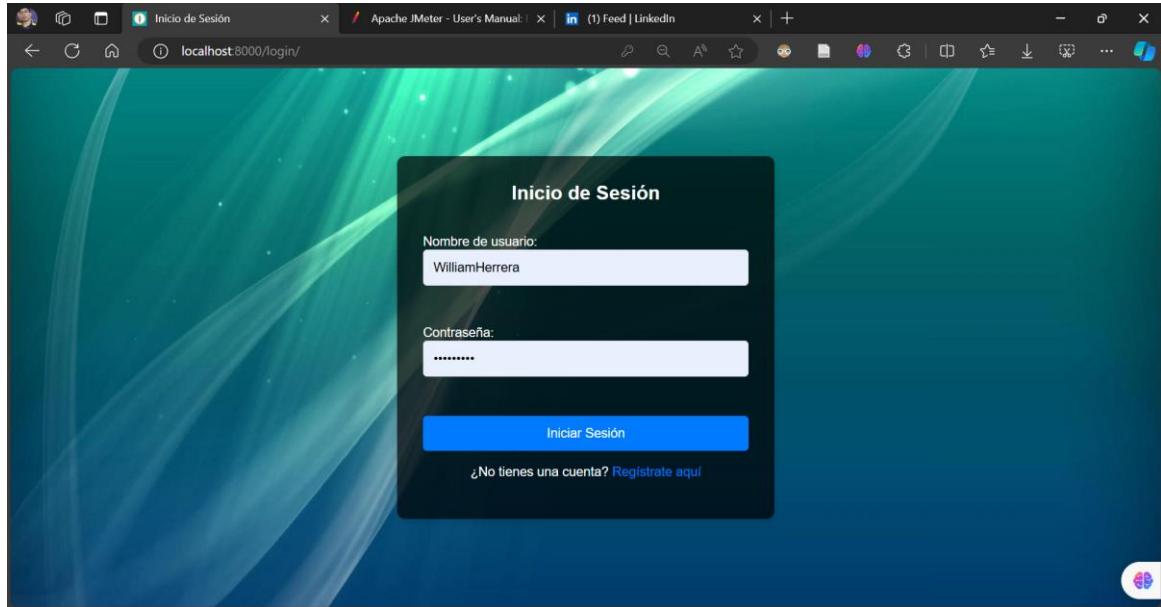 Inicio de Sesión
Apache JMeter - User's Manual:
in (1) Feed | LinkedIn
localhost:8000/login/
Inicio de Sesión
Nombre de usuario:
WilliamHerrera
Contraseña:
•••••••••
Iniciar Sesión
¿No tienes una cuenta? Regístrate aquí